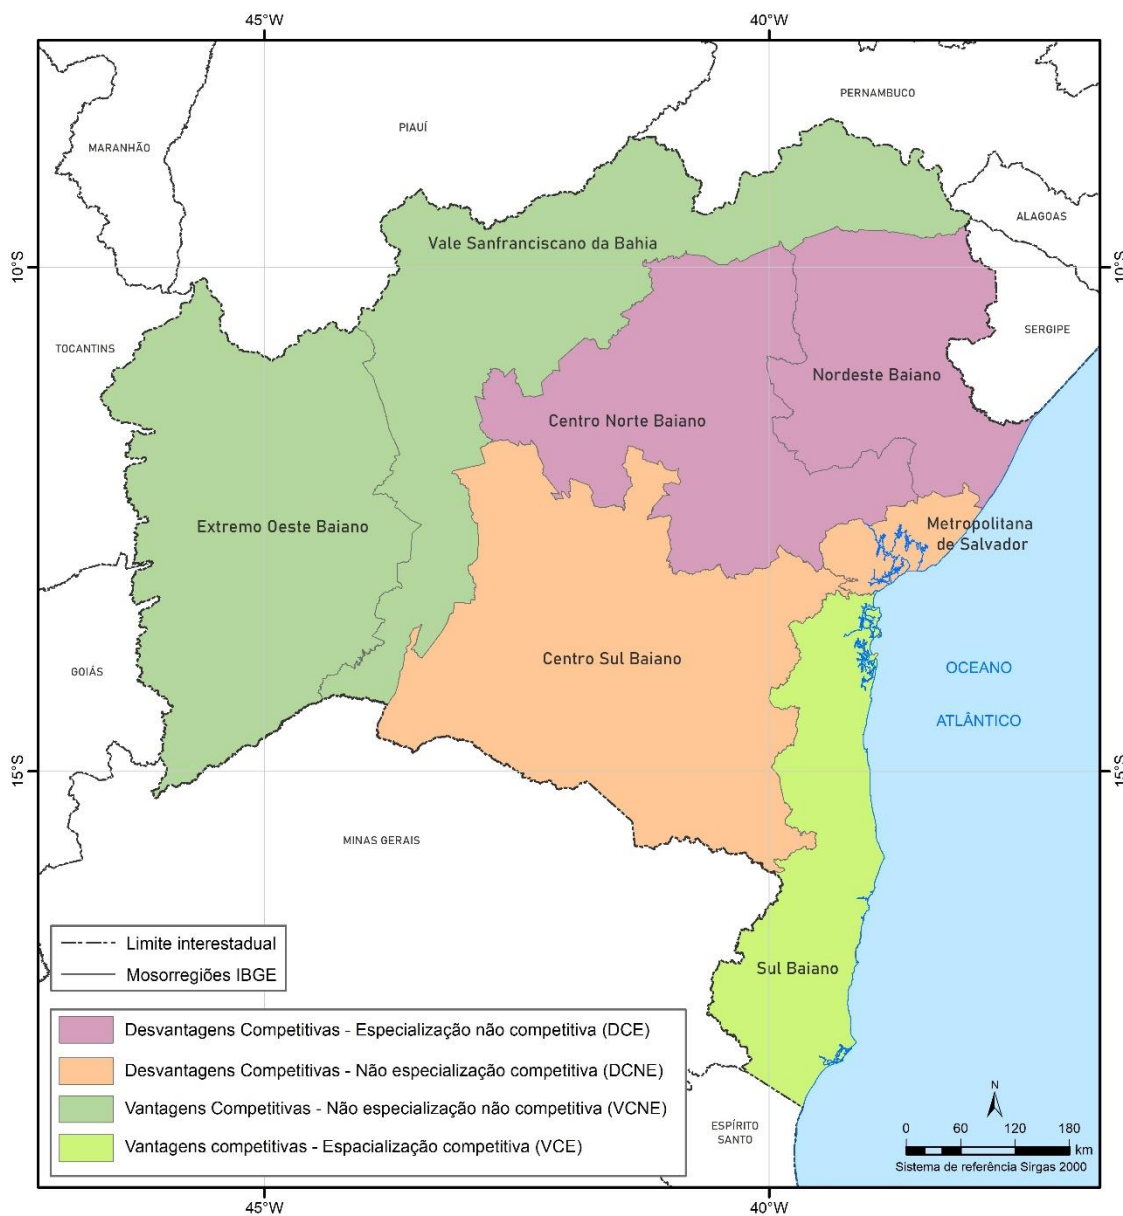 45°W
40°W
PERNAMBUCO
PIAUÍ
MARANHÃO
ALAGOAS
Vale Sanfranciscano da Bahia
10°S
10°S
SERGIPE
TOCANTINS
Nordeste Baiano
Centro Norte Baiano
Extremo Oeste Baiano
Metropolitana
de Salvador
Centro Sul Baiano
GOIÁS
OCEANO
ATLÂNTICO
15°S
15°S
MINAS GERAIS
Limite interestadual
Mosorregiões IBGE
Sul Baiano
Desvantagens Competitivas - Especialização não competitiva (DCE)
Desvantagens Competitivas - Não especialização competitiva (DCNE)
Vantagens Competitivas - Não especialização não competitiva (VCNE)
Vantagens competitivas - Espacialização competitiva (VCE)
ESPÍRITO
SANTO
N
0 60 120 180
km
Sistema de referência Sirgas 2000
45°W
40°W